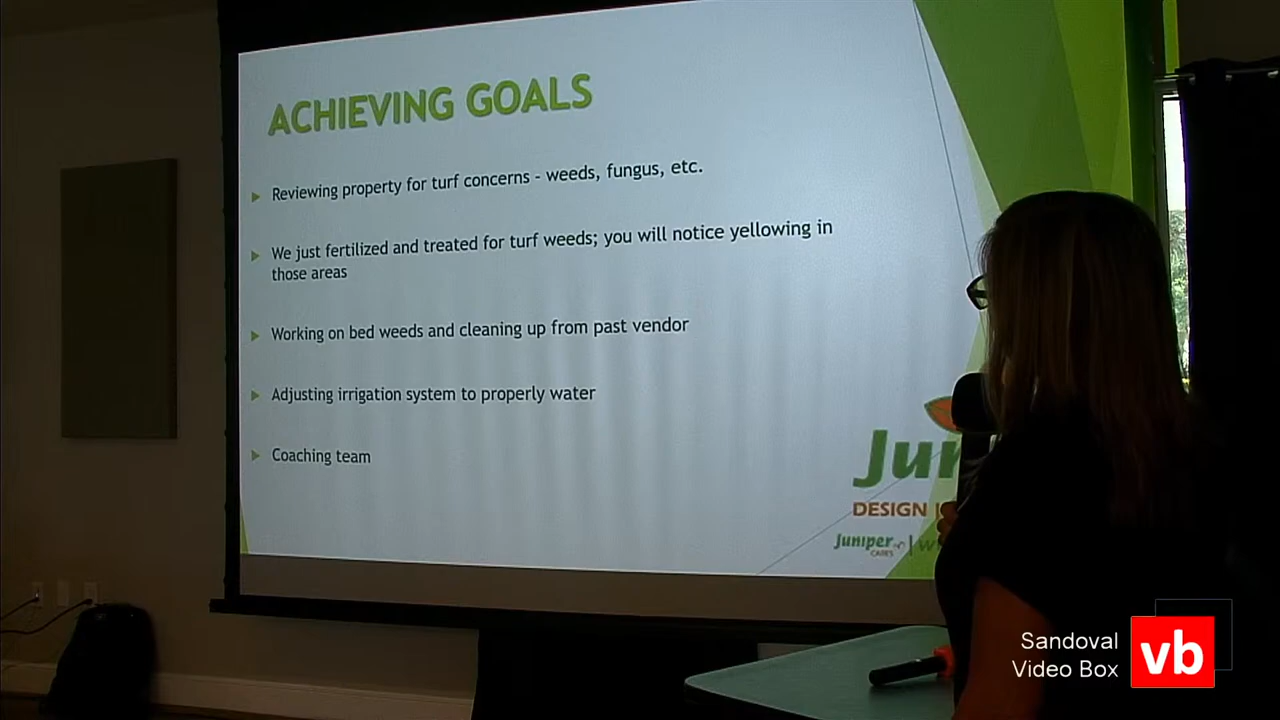 ACHIEVING GOALS
Reviewing property for turf concerns - weeds, fungus, etc.
We just fertilized and treated for turf weeds; you will notice yellowing in
those areas
Working on bed weeds and cleaning up from past vendor
Adjusting irrigation system to properly water
Coaching team
DESIGN
Juniper
CARES
Sandoval
Video Box
vb